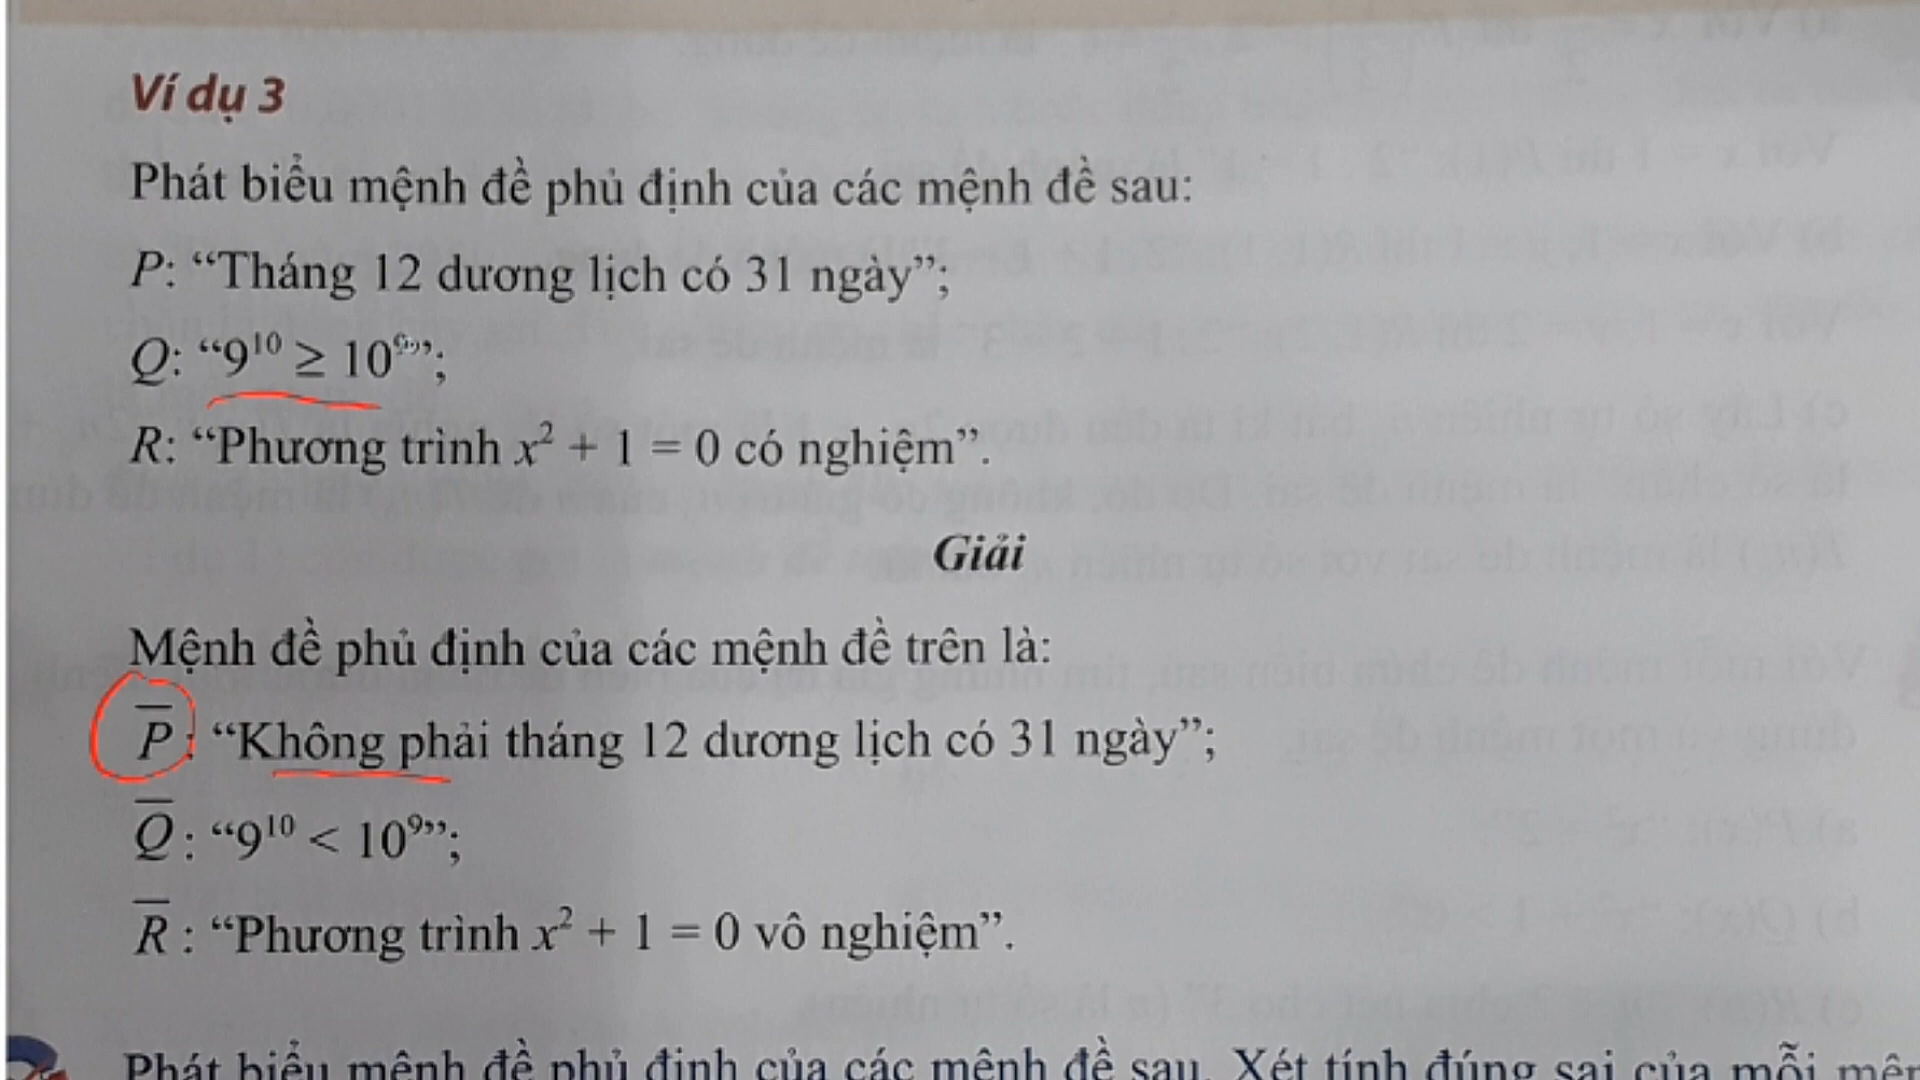 Ví dụ 3
Phát biểu mệnh đề phủ định của các mệnh đề sau:
P: “Tháng 12 dương lịch có 31 ngày”;
Q: “9¹⁰ ≥ 10⁹”;
R: “Phương trình x² + 1 = 0 có nghiệm”.
Giải
Mệnh đề phủ định của các mệnh đề trên là:
P̅: “Không phải tháng 12 dương lịch có 31 ngày”;
Q̅: “9¹⁰ < 10⁹”;
R̅: “Phương trình x² + 1 = 0 vô nghiệm”.
Phát biểu mệnh đề phủ định của các mệnh đề sau. Xét tính đúng sai của mỗi